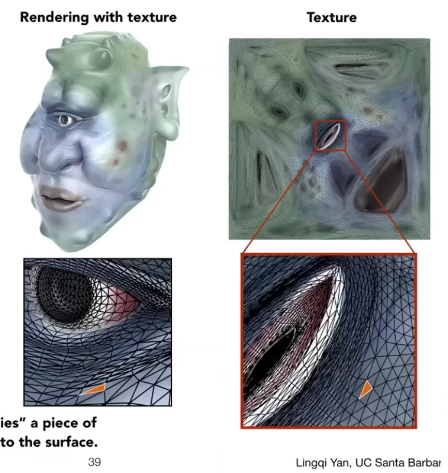 Rendering with texture
Texture
ies” a piece of
to the surface.
39
Lingqi Yan, UC Santa Barbar